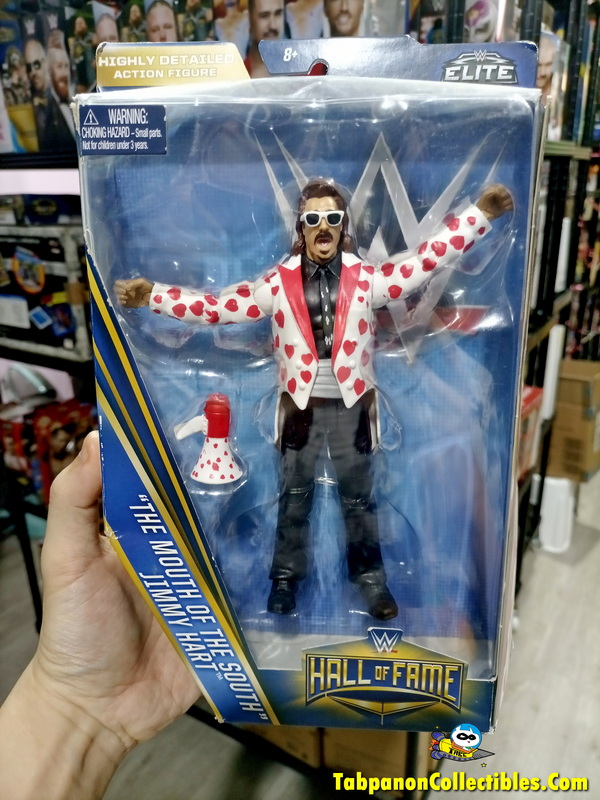 HIGHLY DETAILED
ACTION FIGURE
8+
ELITE
WARNING:
CHOKING HAZARD – Small parts.
Not for children under 3 years.
"THE MOUTH OF THE SOUTH"
JIMMY HART™
HALL OF FAME
TabpanonCollectibles.Com